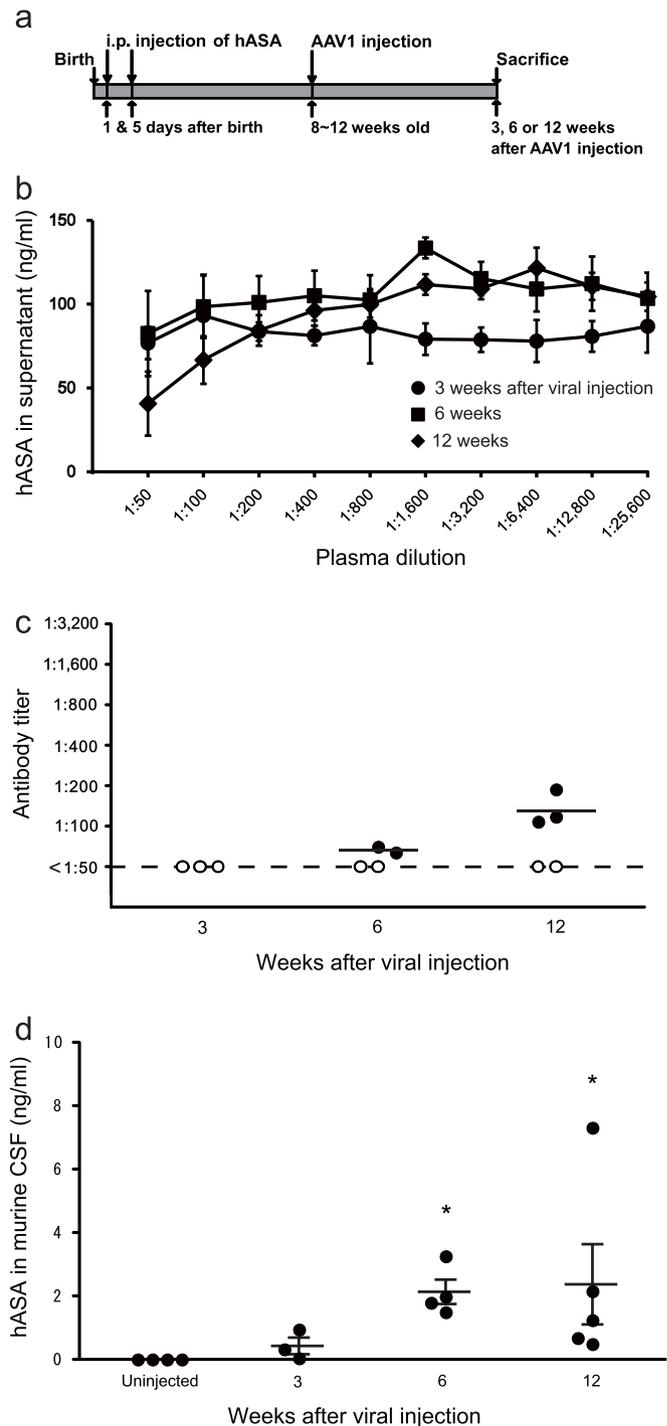 a
i.p. injection of hASA
AAV1 injection
Birth
Sacrifice
1 & 5 days after birth
8~12 weeks old
3, 6 or 12 weeks
after AAV1 injection
b
hASA in supernatant (ng/ml)
150
100
50
0
3 weeks after viral injection
6 weeks
12 weeks
1:50
1:100
1:200
1:400
1:800
1:1,600
1:3,200
1:6,400
1:12,800
1:25,600
Plasma dilution
c
Antibody titer
1:3,200
1:1,600
1:800
1:400
1:200
1:100
< 1:50
3
6
12
Weeks after viral injection
d
hASA in murine CSF (ng/ml)
10
8
6
4
2
0
*
*
Uninjected
3
6
12
Weeks after viral injection